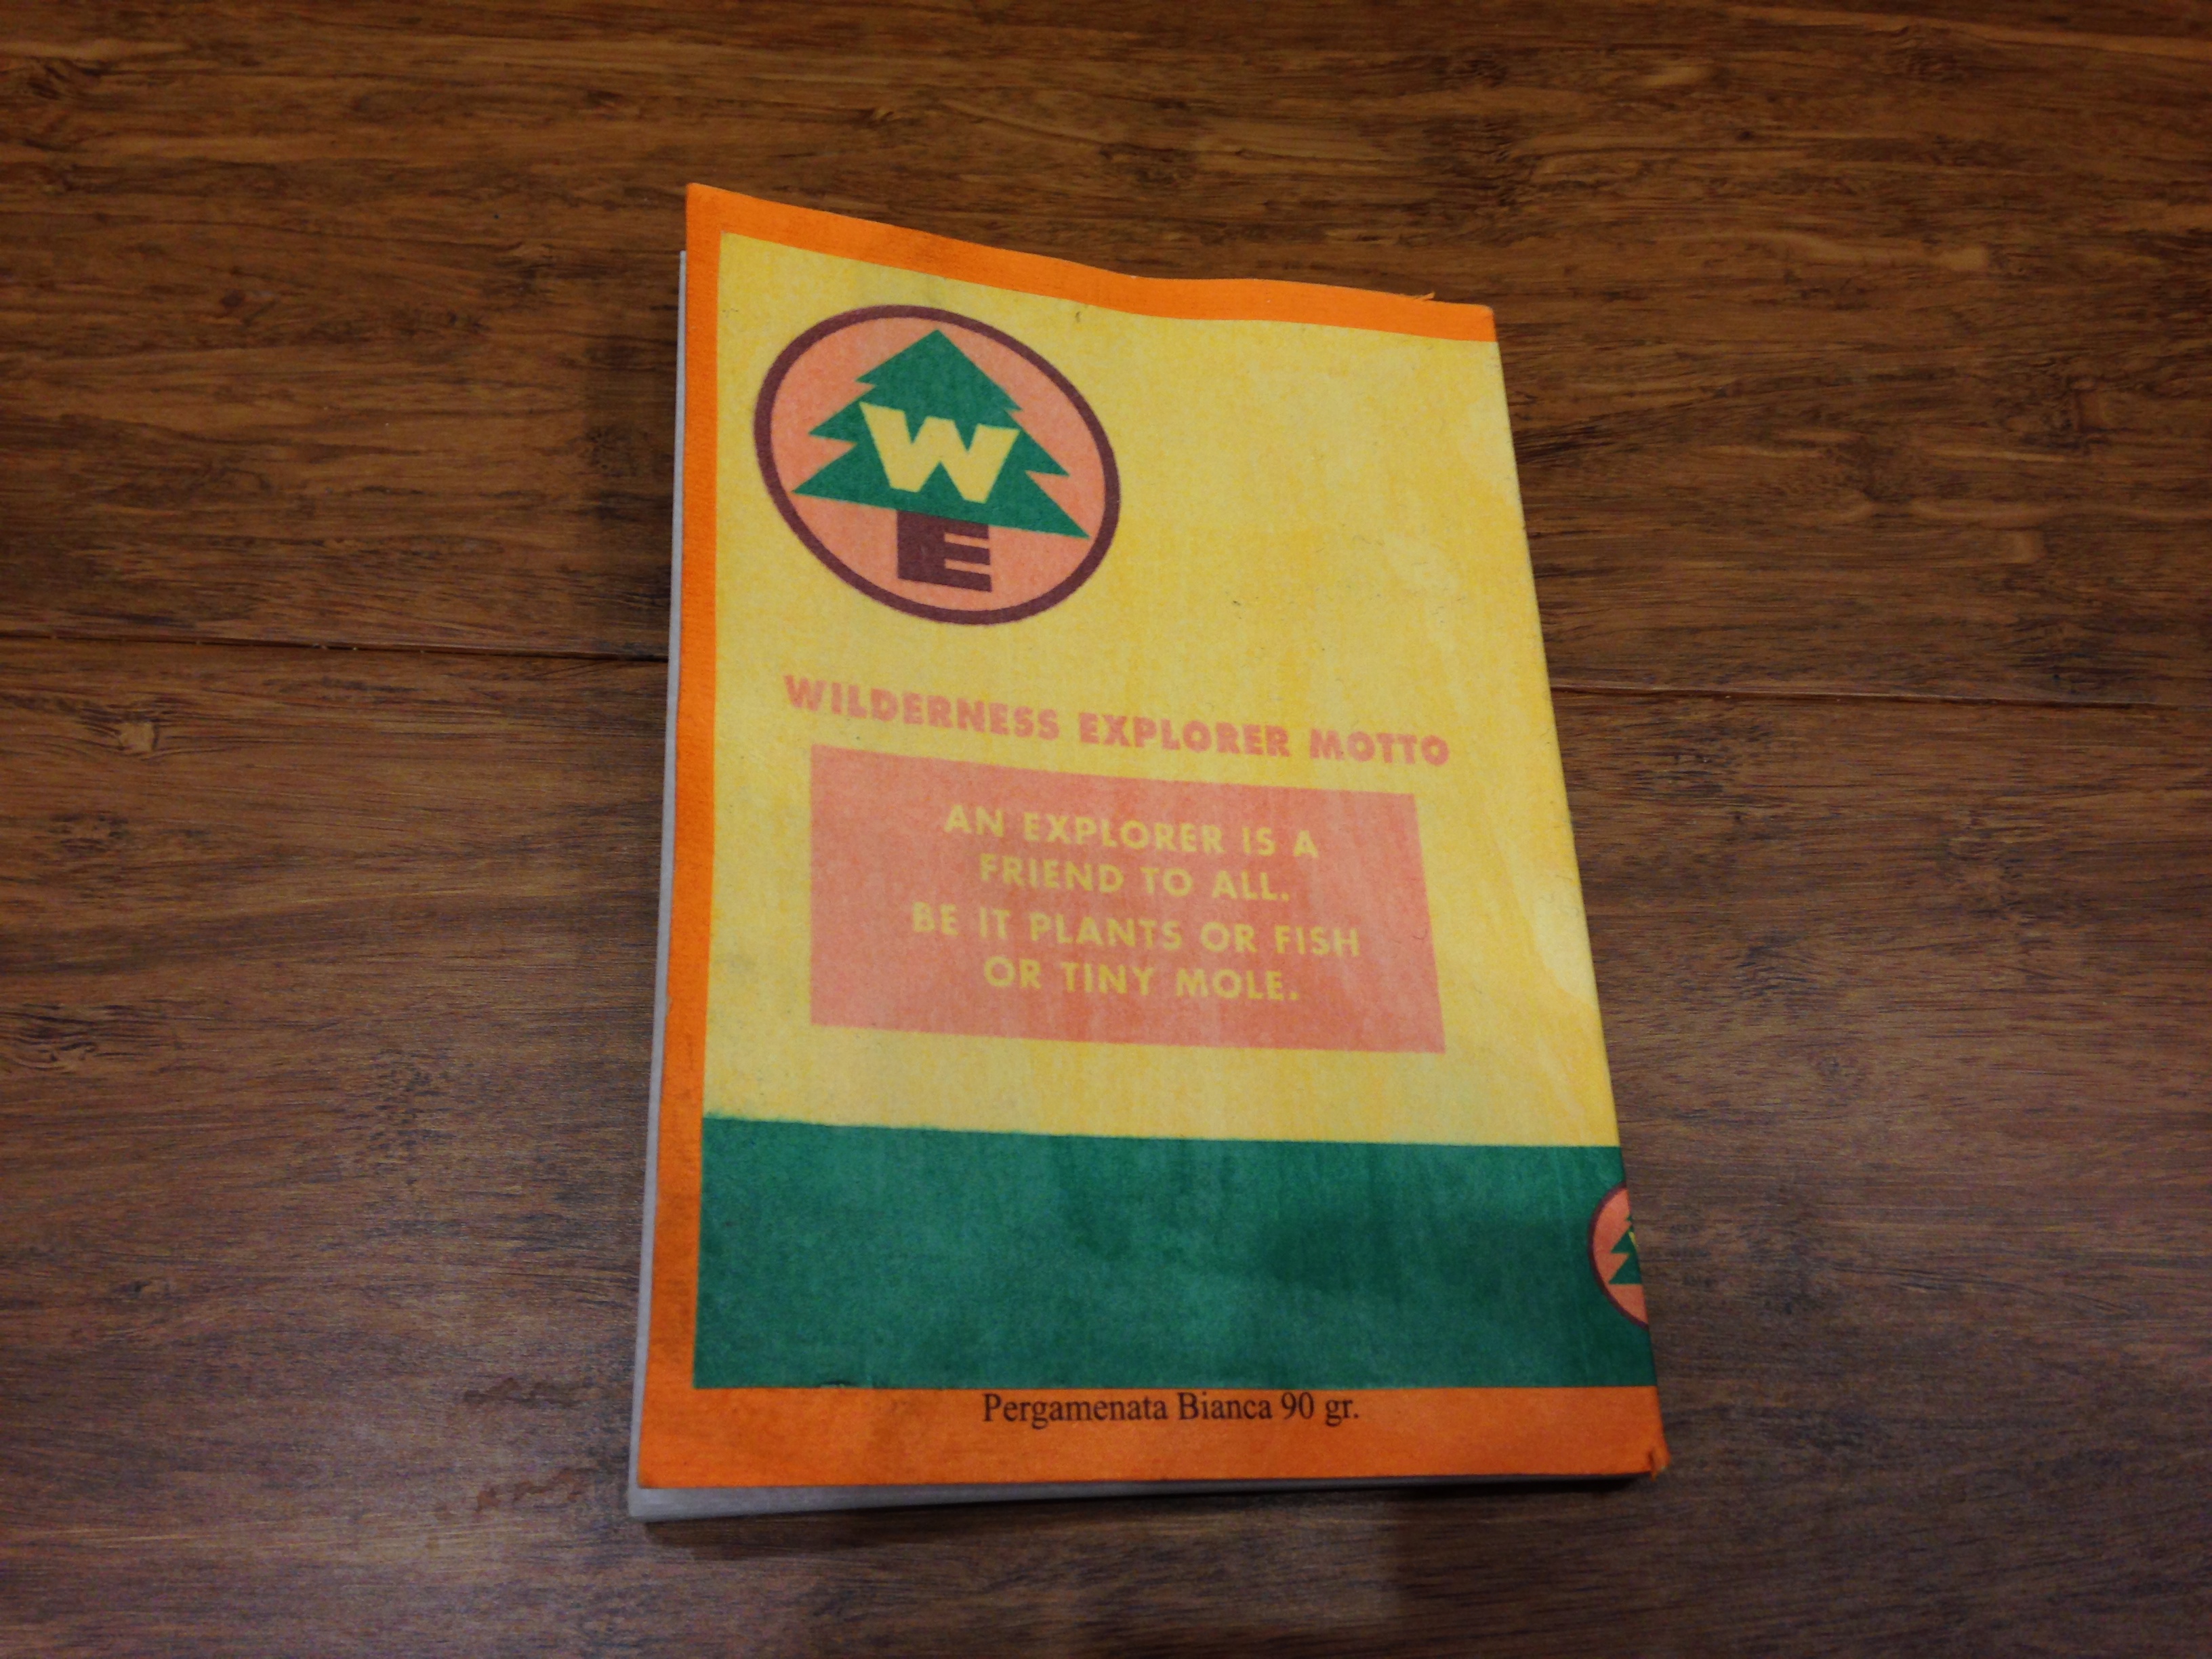 W
E
WILDERNESS EXPLORER MOTTO
AN EXPLORER IS A
FRIEND TO ALL.
BE IT PLANTS OR FISH
OR TINY MOLE.
Pergamenata Bianca 90 gr.